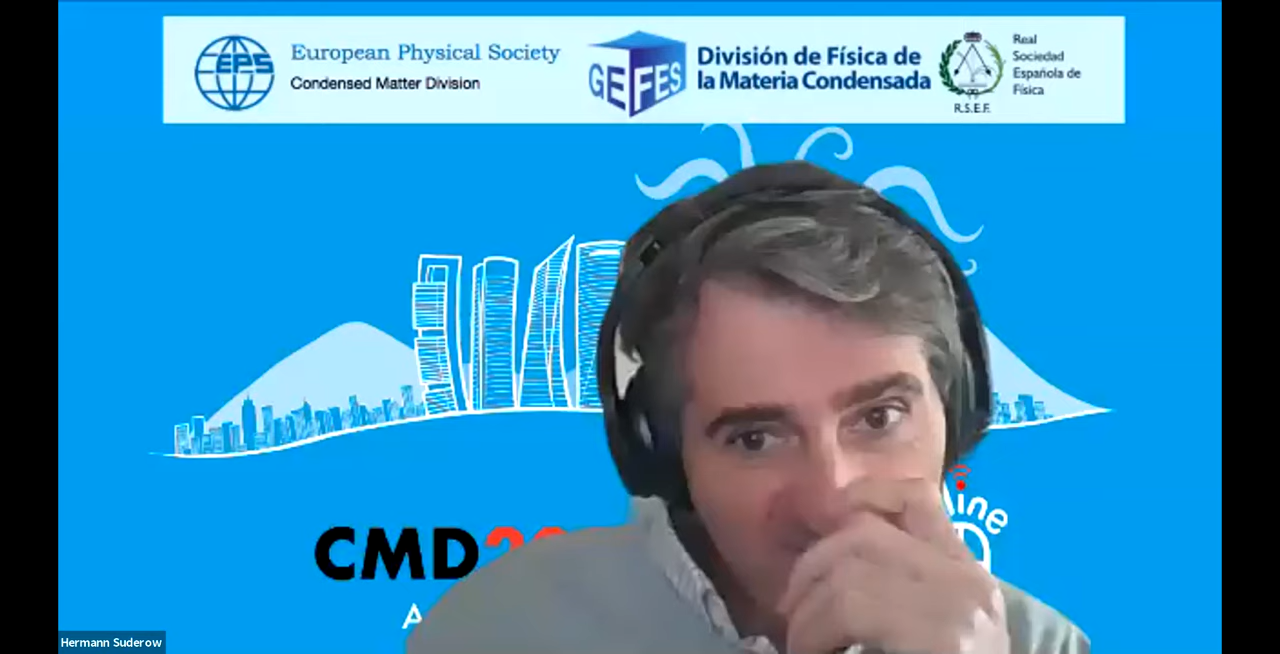 European Physical Society
Condensed Matter Division
EPS
GEFES
División de Física de
la Materia Condensada
Real
Sociedad
Española de
Física
R.S.E.F.
CMD
Hermann Suderow